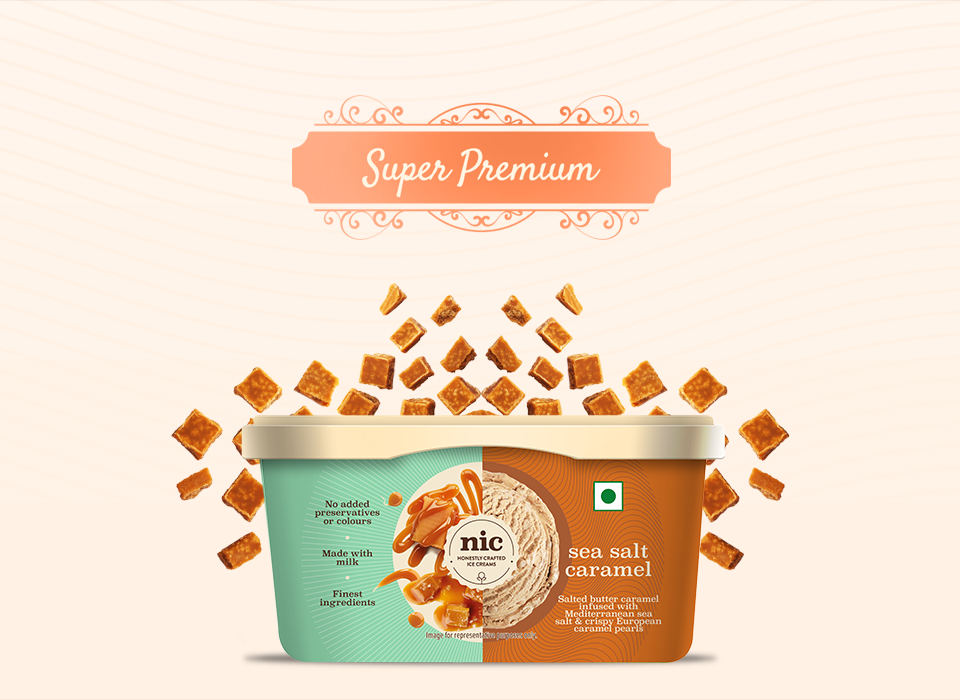 Super Premium
No added
preservatives
or colours
Made with
milk
Finest
ingredients
nic
HONESTLY CRAFTED
ICE CREAMS
sea salt
caramel
Salted butter caramel
infused with
Mediterranean sea
salt & crispy European
caramel pearls
Image for representative purposes only.